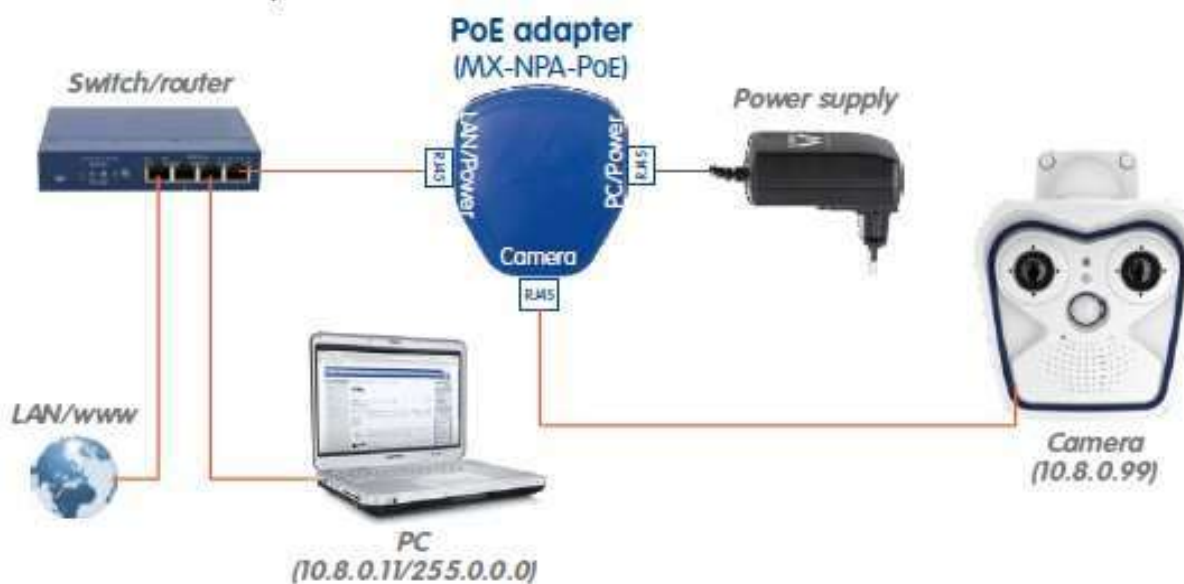 PoE adapter
(MX-NPA-PoE)
Switch/router
Power supply
LAN/Power
RJ45
PC/Power
RJ45
Camera
RJ45
LAN/www
Camera
(10.8.0.99)
PC
(10.8.0.11/255.0.0.0)